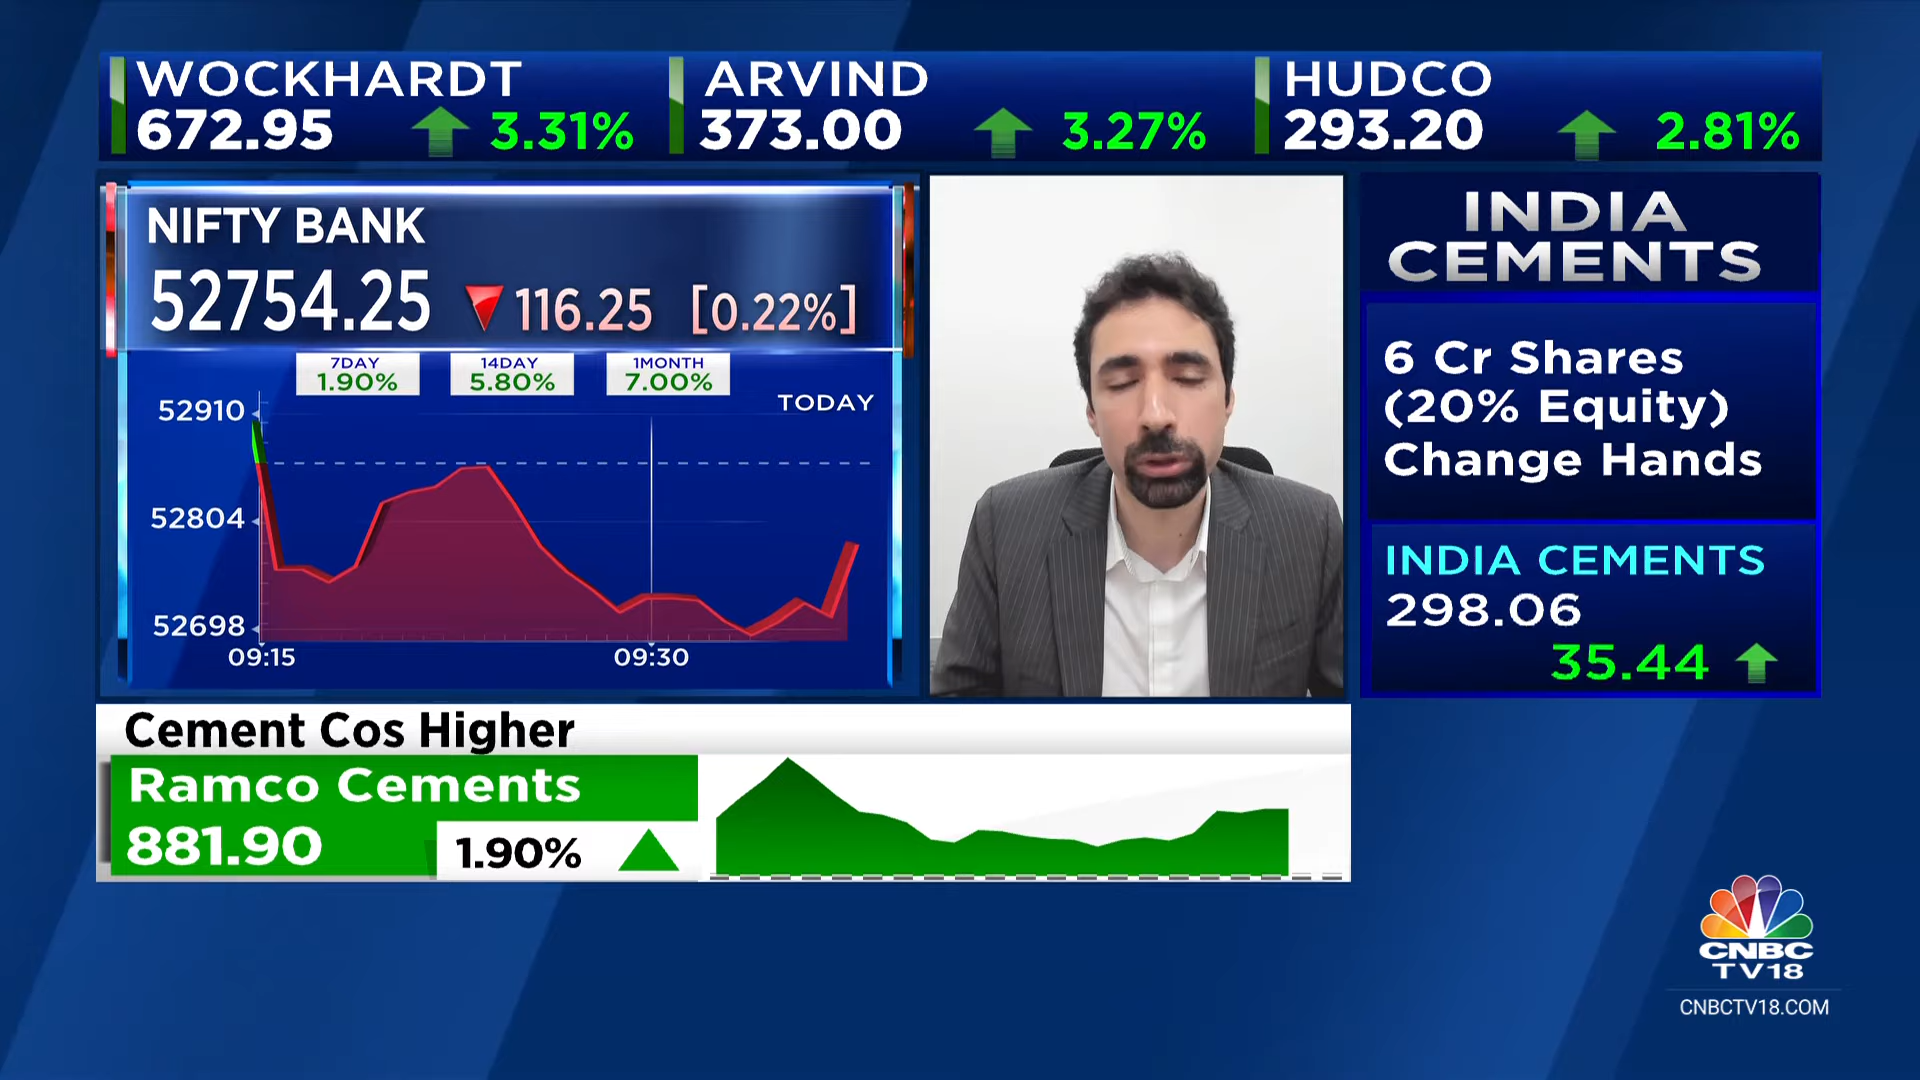 WOCKHARDT
672.95 3.31%
ARVIND
373.00 3.27%
HUDCO
293.20 2.81%
NIFTY BANK
52754.25 116.25 [0.22%]
7DAY
1.90%
14DAY
5.80%
1MONTH
7.00%
TODAY
52910
52804
52698
09:15 09:30
INDIA
CEMENTS
6 Cr Shares
(20% Equity)
Change Hands
INDIA CEMENTS
298.06
35.44
Cement Cos Higher
Ramco Cements
881.90
1.90%
CNBC
TV18
CNBCTV18.COM